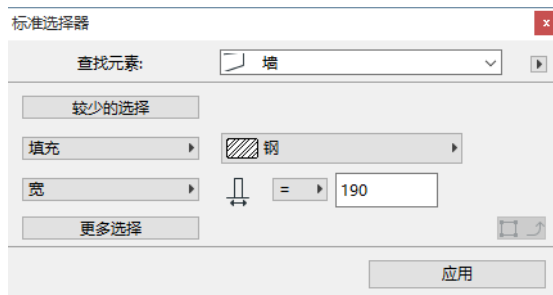 标准选择器 x
查找元素: 墙
较少的选择
填充 钢
宽 = 190
更多选择
应用